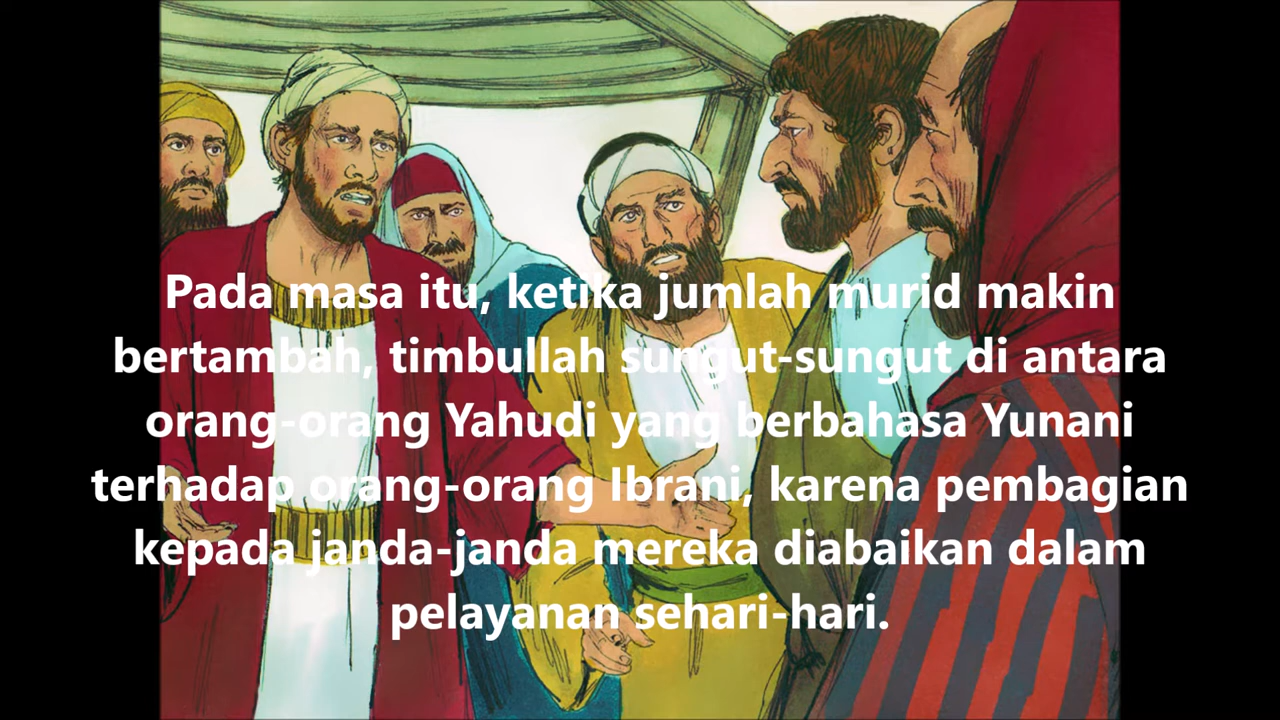 Pada masa itu, ketika jumlah murid makin
bertambah, timbullah sungut-sungut di antara
orang-orang Yahudi yang berbahasa Yunani
terhadap orang-orang Ibrani, karena pembagian
kepada janda-janda mereka diabaikan dalam
pelayanan sehari-hari.